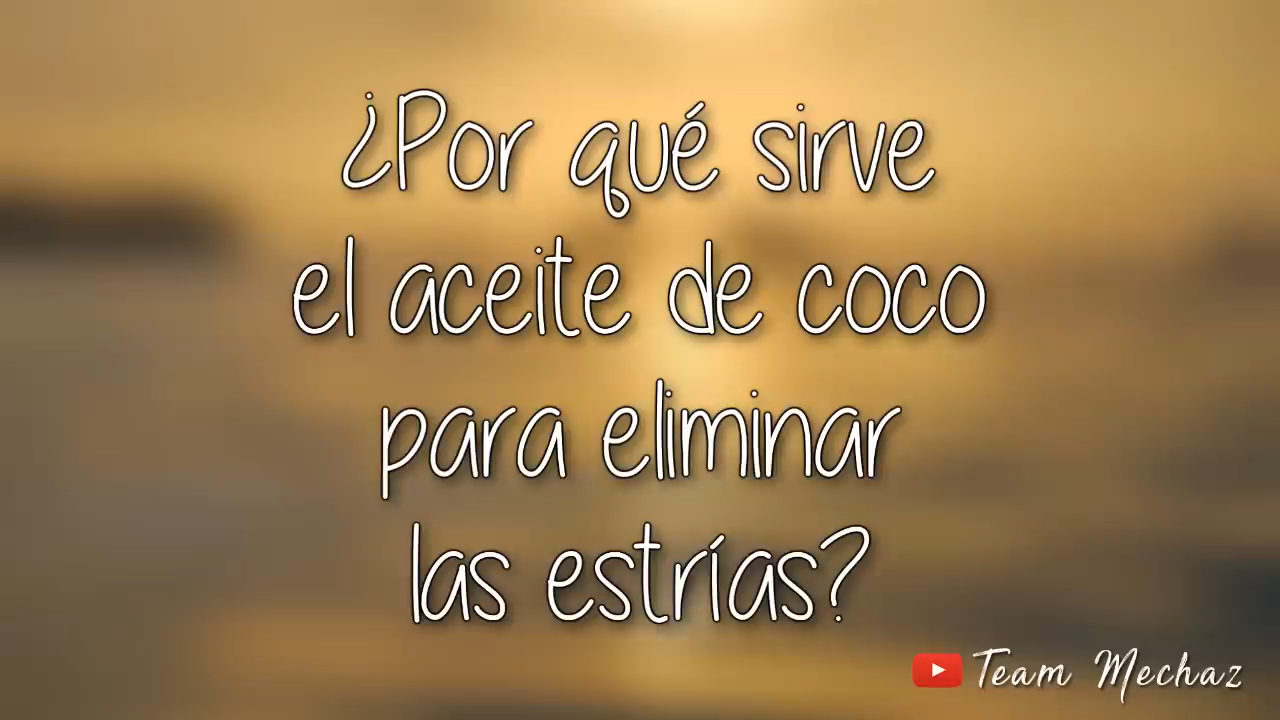 ¿Por qué sirve
el aceite de coco
para eliminar
las estrías?
Team Mechaz